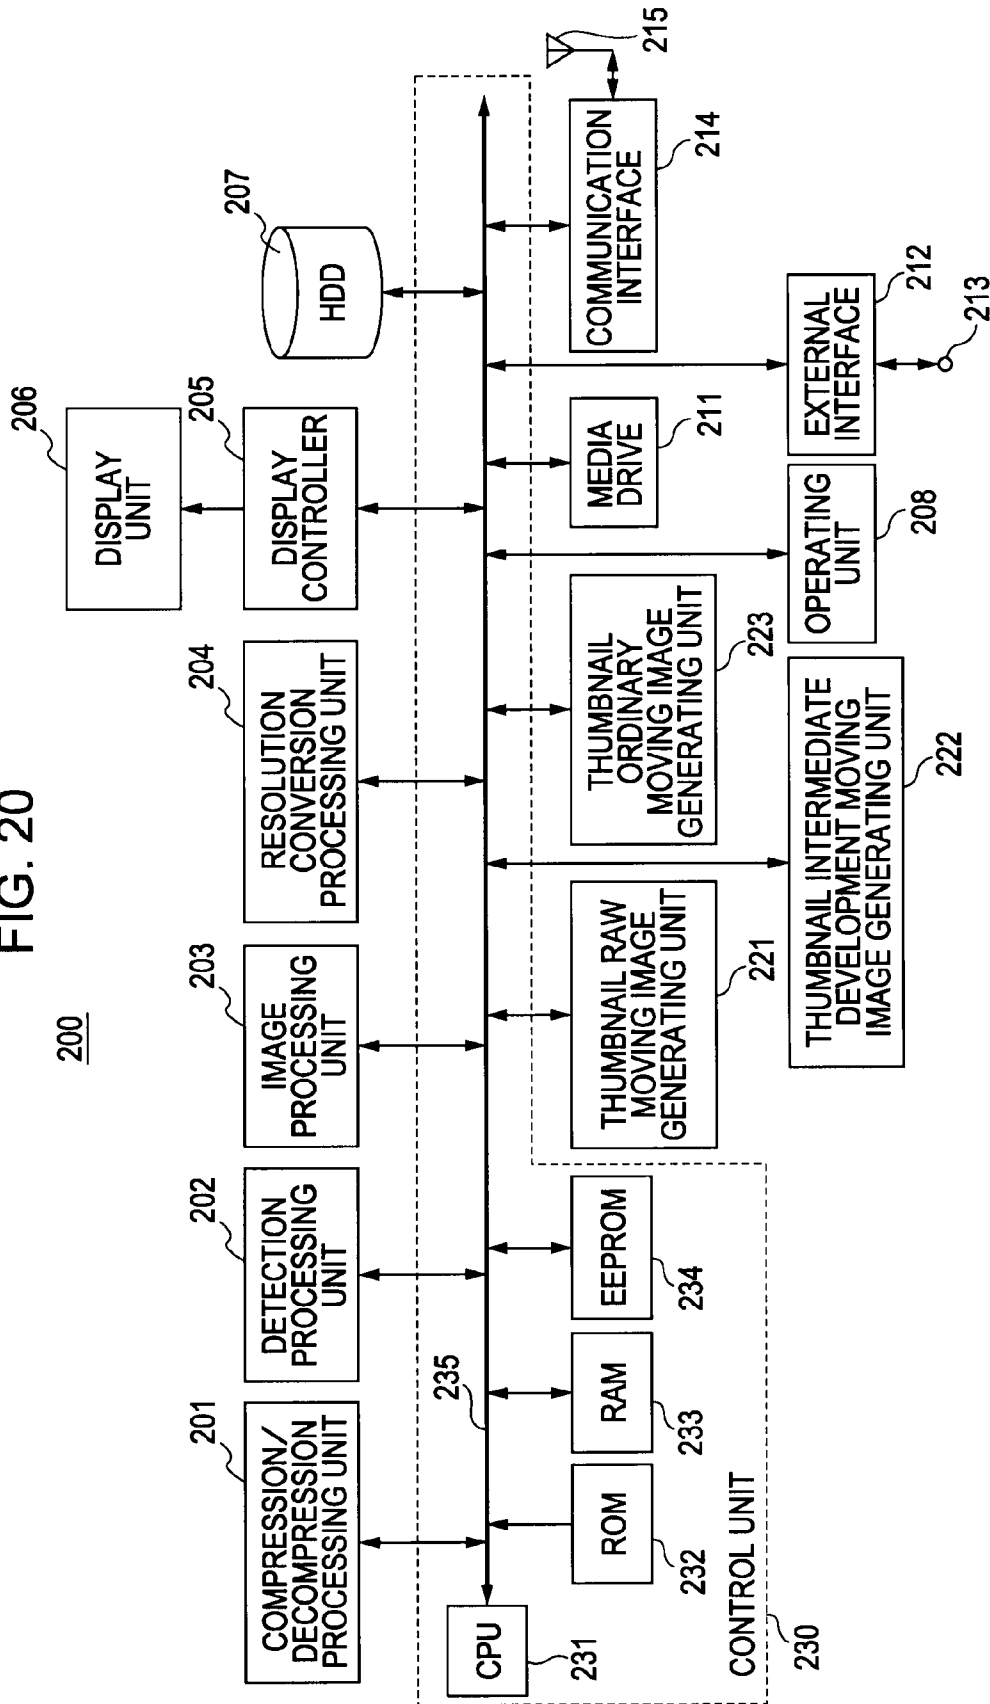 FIG. 20
200
206
DISPLAY
UNIT
201
COMPRESSION/
DECOMPRESSION
PROCESSING UNIT
202
DETECTION
PROCESSING
UNIT
203
IMAGE
PROCESSING
UNIT
204
RESOLUTION
CONVERSION
PROCESSING UNIT
205
DISPLAY
CONTROLLER
207
HDD
235
CPU
231
ROM
232
RAM
233
EEPROM
234
CONTROL UNIT
230
THUMBNAIL RAW
MOVING IMAGE
GENERATING UNIT
221
THUMBNAIL
ORDINARY
MOVING IMAGE
GENERATING UNIT
223
MEDIA
DRIVE
211
COMMUNICATION
INTERFACE
214
215
THUMBNAIL INTERMEDIATE
DEVELOPMENT MOVING
IMAGE GENERATING UNIT
222
OPERATING
UNIT
208
EXTERNAL
INTERFACE
212
213